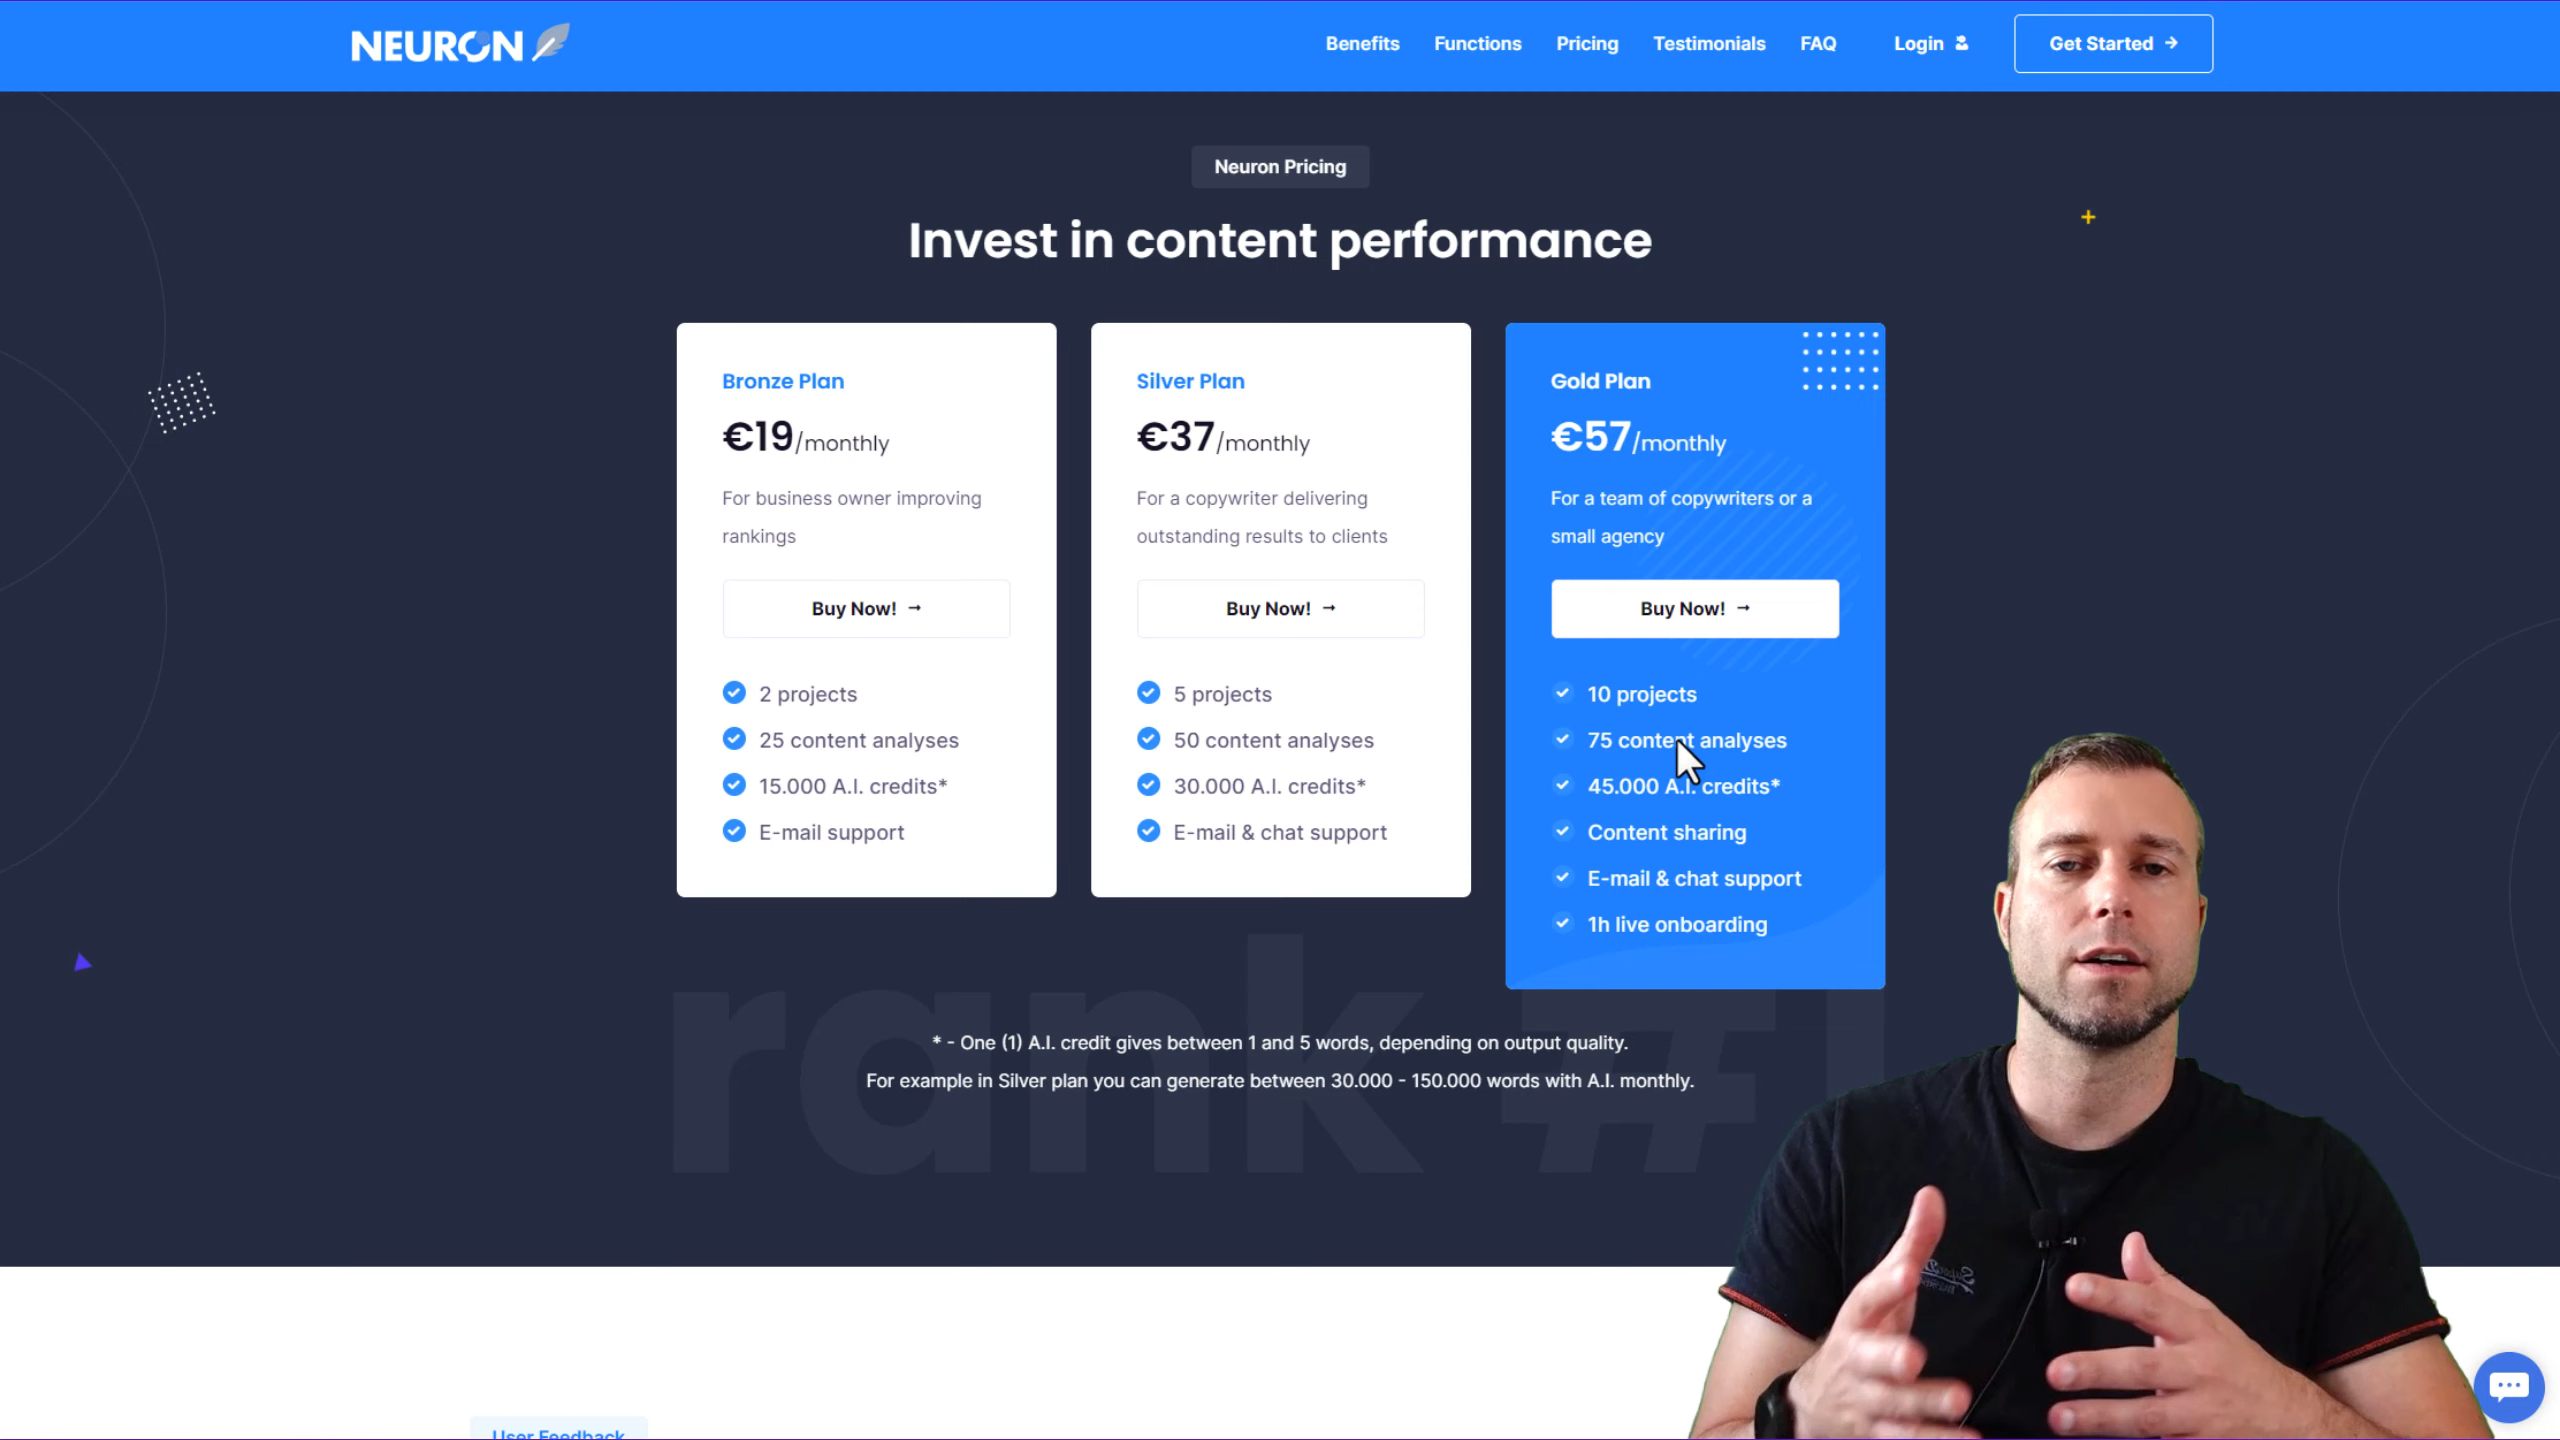 NEURON
Benefits Functions Pricing Testimonials FAQ Login Get Started →
Neuron Pricing
Invest in content performance
Bronze Plan
€19/monthly
For business owner improving
rankings
Buy Now! →
2 projects
25 content analyses
15.000 A.I. credits*
E-mail support
Silver Plan
€37/monthly
For a copywriter delivering
outstanding results to clients
Buy Now! →
5 projects
50 content analyses
30.000 A.I. credits*
E-mail & chat support
Gold Plan
€57/monthly
For a team of copywriters or a
small agency
Buy Now! →
10 projects
75 content analyses
45.000 A.I. credits*
Content sharing
E-mail & chat support
1h live onboarding
rank #1
* - One (1) A.I. credit gives between 1 and 5 words, depending on output quality.
For example in Silver plan you can generate between 30.000 - 150.000 words with A.I. monthly.
User Feedback